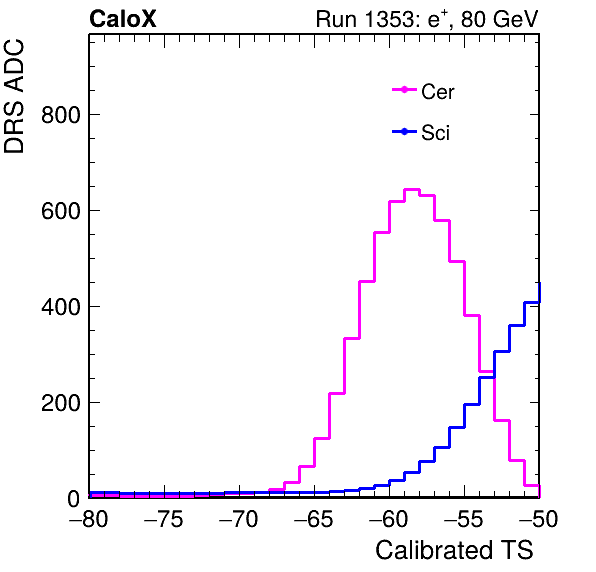 CaloX Run 1353: e⁺, 80 GeV
DRS ADC
Cer
Sci
800
600
400
200
0
−80 −75 −70 −65 −60 −55 −50
Calibrated TS